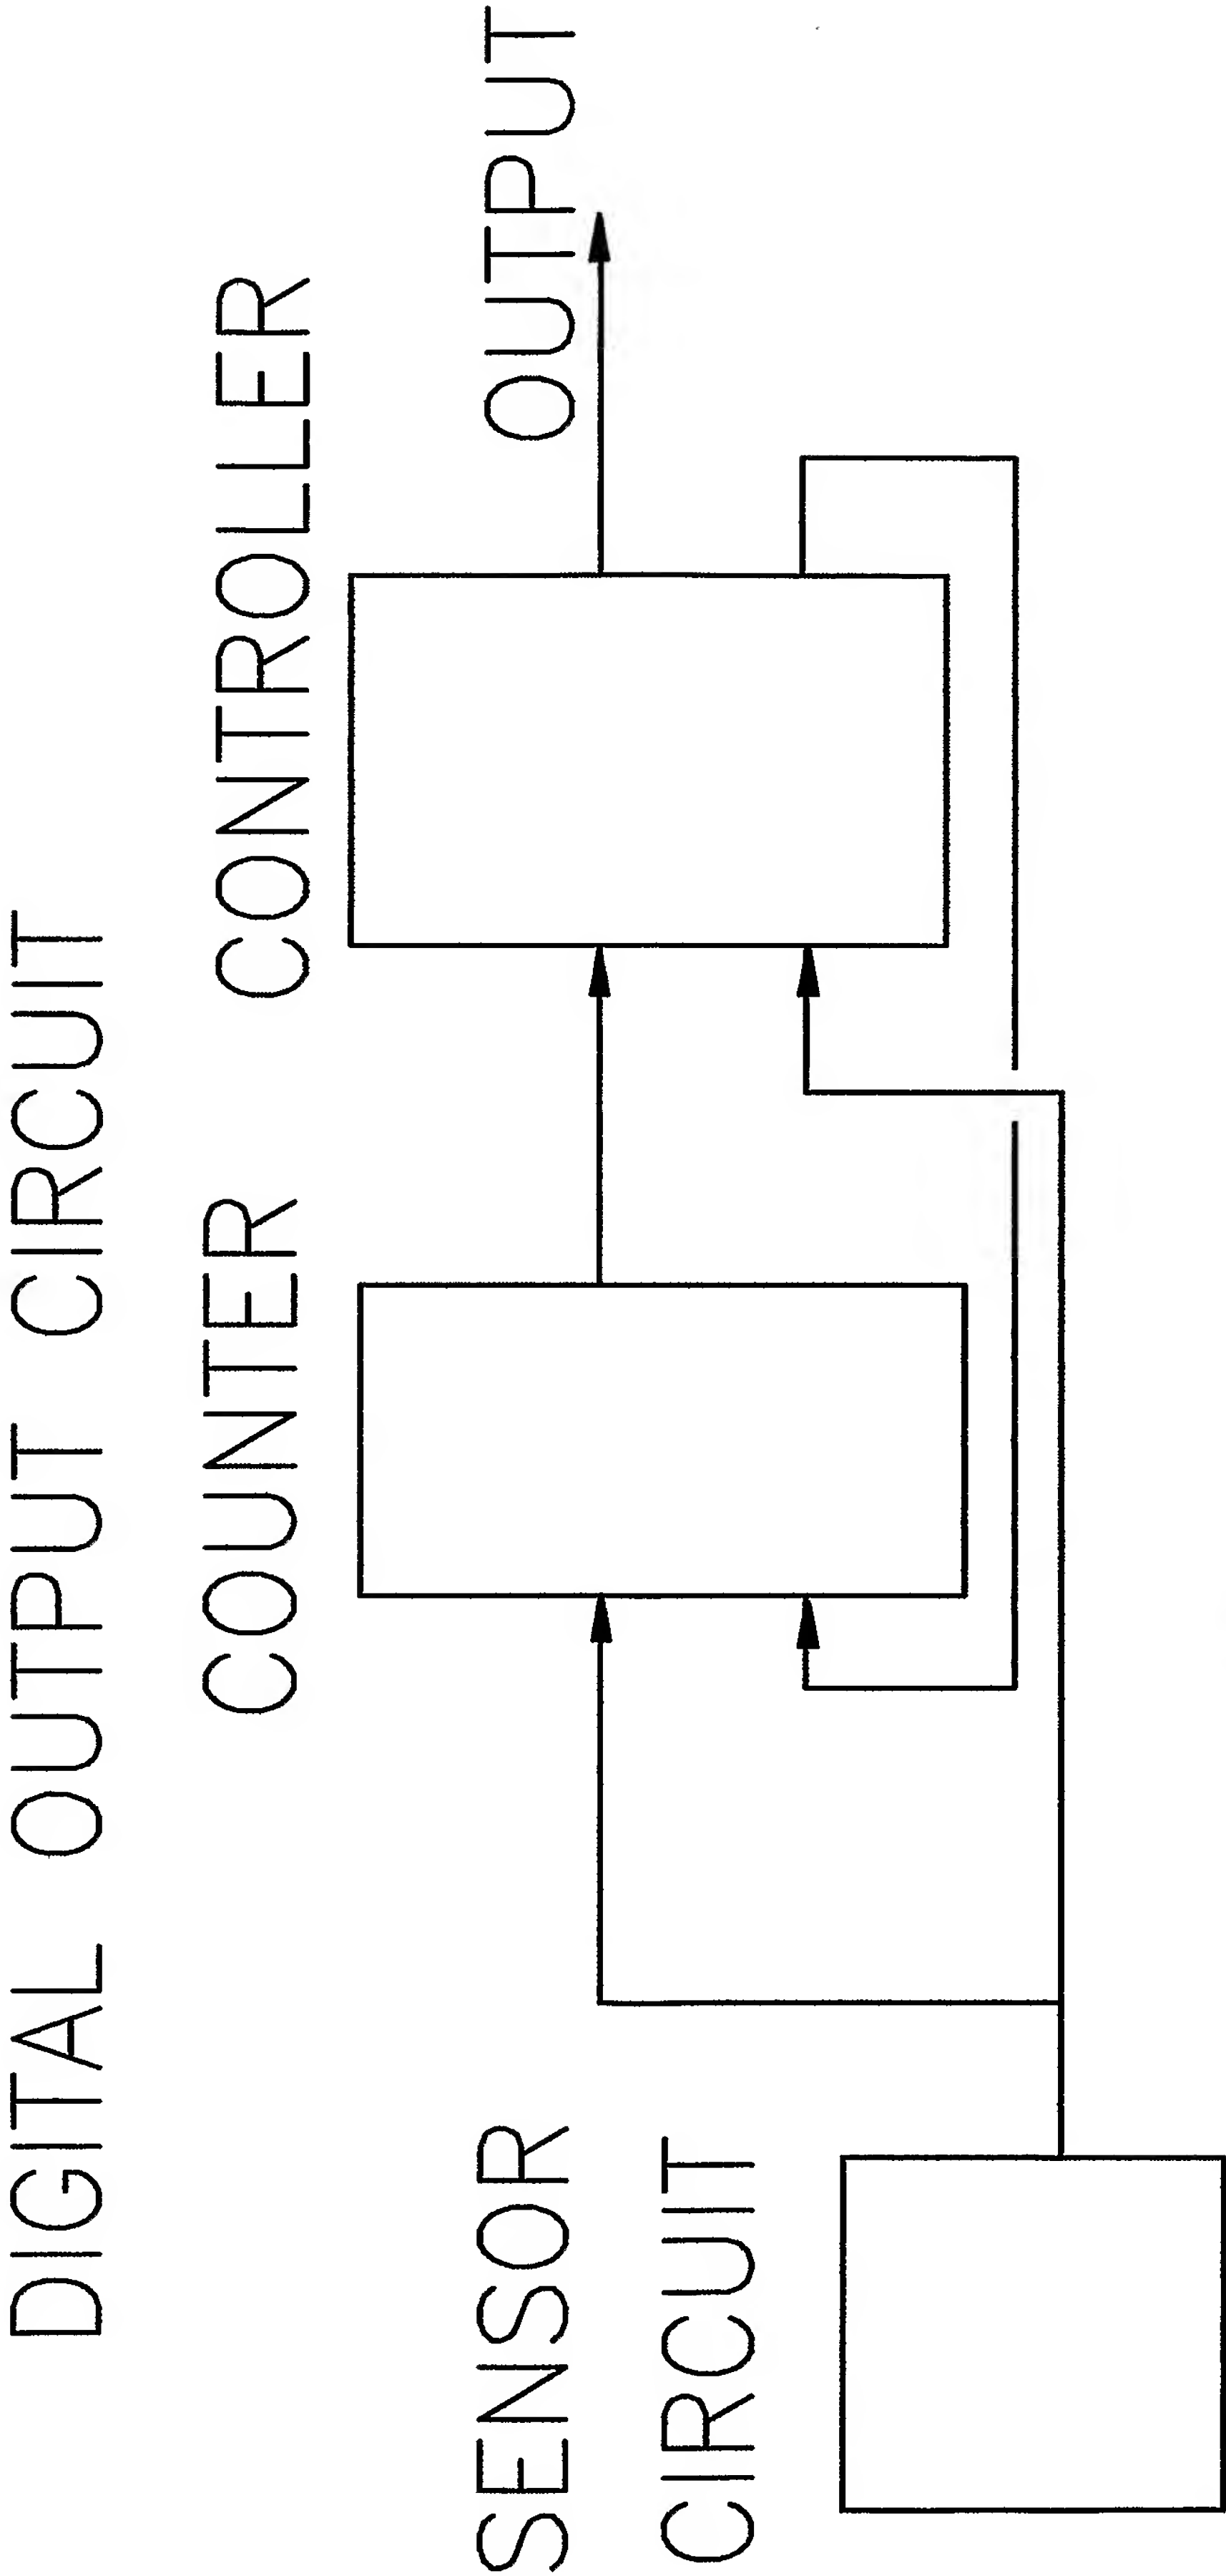 DIGITAL OUTPUT CIRCUIT
COUNTER
CONTROLLER
SENSOR
CIRCUIT
OUTPUT